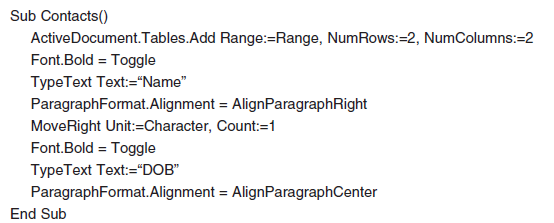 Sub Contacts()
ActiveDocument.Tables.Add Range:=Range, NumRows:=2, NumColumns:=2
Font.Bold = Toggle
TypeText Text:=“Name”
ParagraphFormat.Alignment = AlignParagraphRight
MoveRight Unit:=Character, Count:=1
Font.Bold = Toggle
TypeText Text:=“DOB”
ParagraphFormat.Alignment = AlignParagraphCenter
End Sub